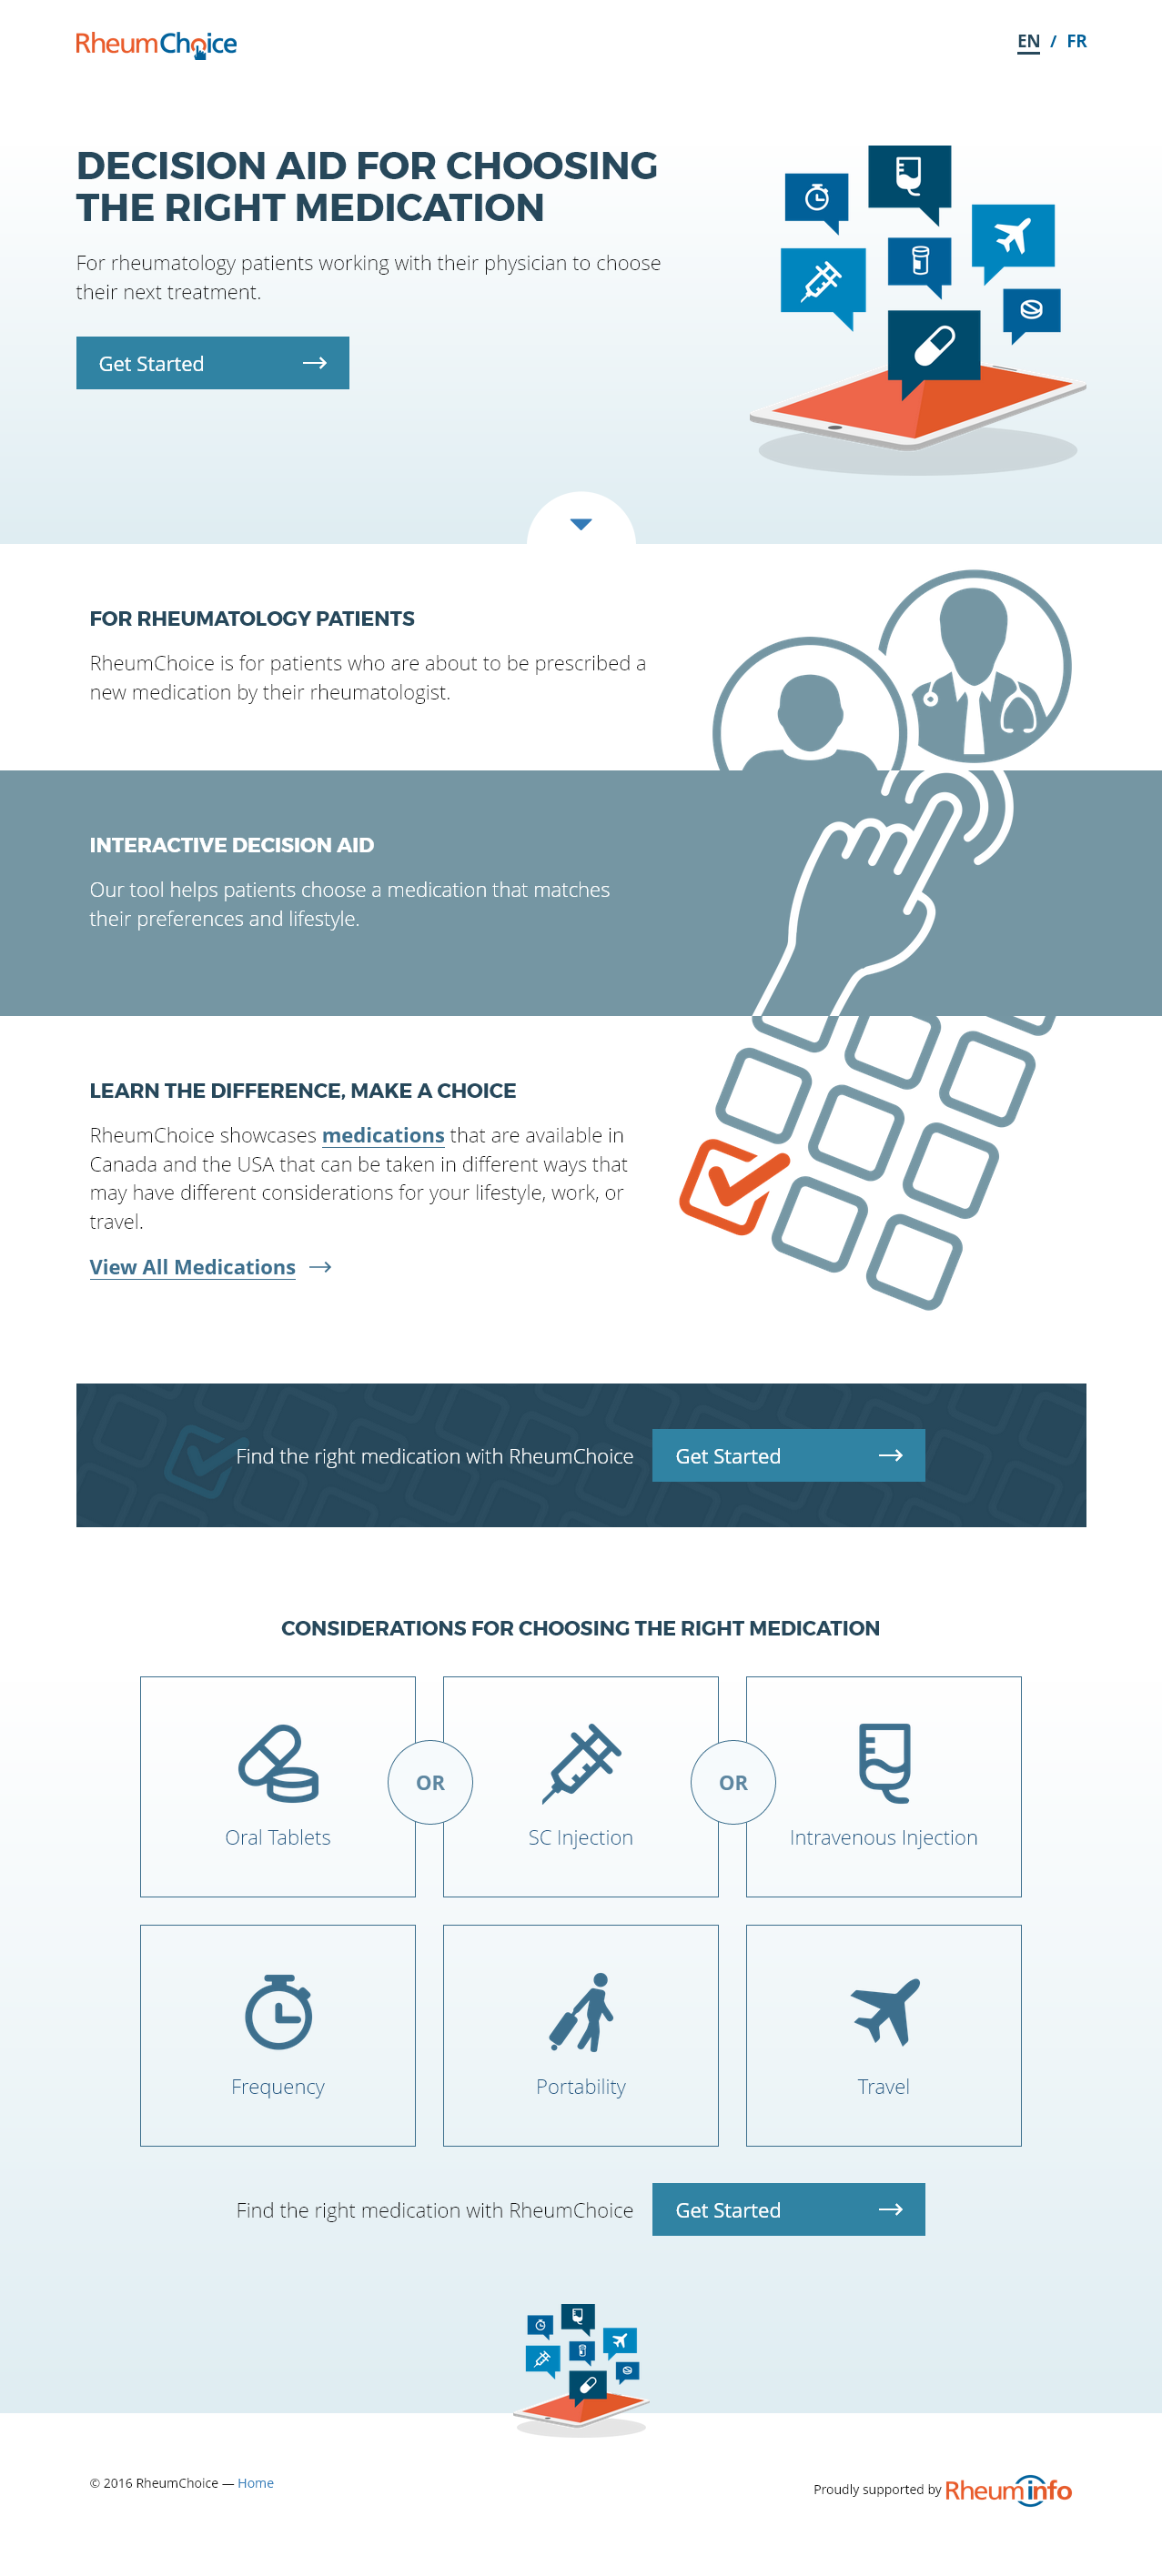 RheumChoice
EN / FR
DECISION AID FOR CHOOSING
THE RIGHT MEDICATION
For rheumatology patients working with their physician to choose
their next treatment.
Get Started
FOR RHEUMATOLOGY PATIENTS
RheumChoice is for patients who are about to be prescribed a
new medication by their rheumatologist.
INTERACTIVE DECISION AID
Our tool helps patients choose a medication that matches
their preferences and lifestyle.
LEARN THE DIFFERENCE, MAKE A CHOICE
RheumChoice showcases medications that are available in
Canada and the USA that can be taken in different ways that
may have different considerations for your lifestyle, work, or
travel.
View All Medications
Find the right medication with RheumChoice
Get Started
CONSIDERATIONS FOR CHOOSING THE RIGHT MEDICATION
Oral Tablets
OR
SC Injection
OR
Intravenous Injection
Frequency
Portability
Travel
Find the right medication with RheumChoice
Get Started
© 2016 RheumChoice — Home
Proudly supported by Rheuminfo